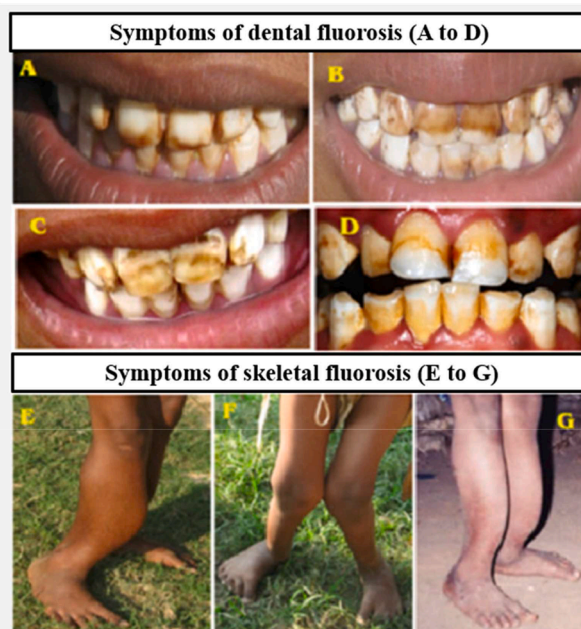 Symptoms of dental fluorosis (A to D)
A
B
C
D
Symptoms of skeletal fluorosis (E to G)
E
F
G